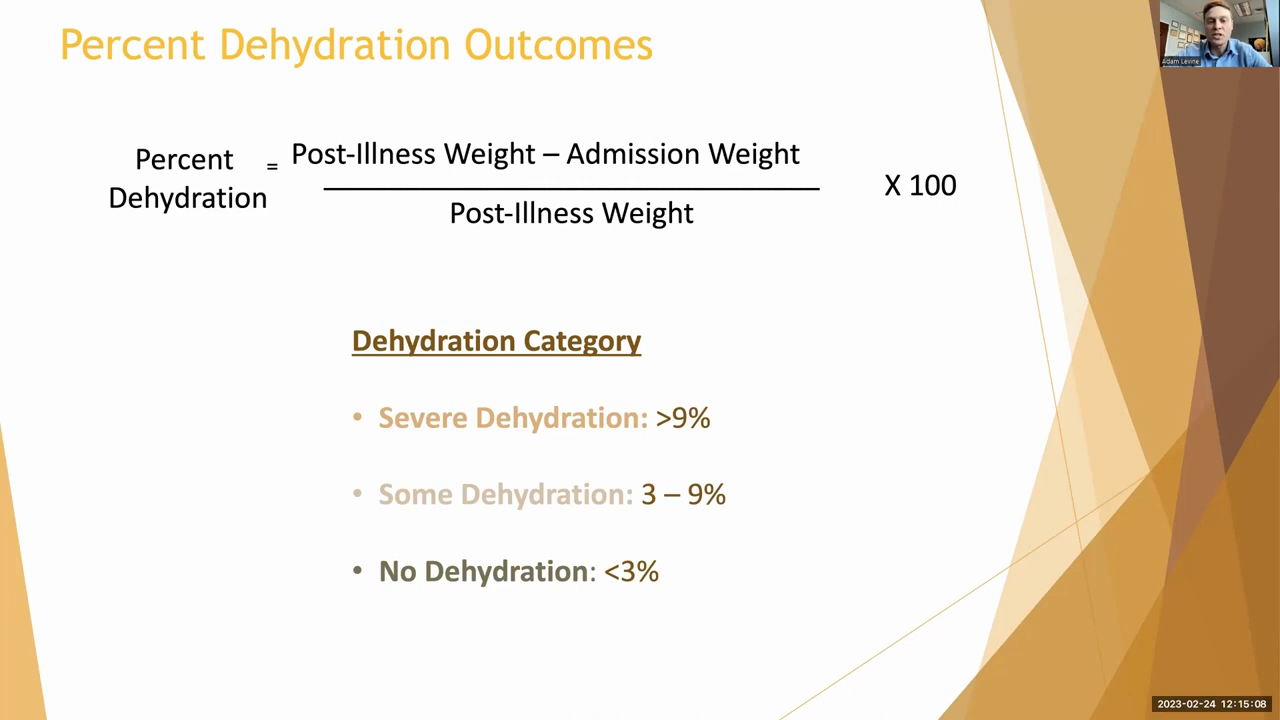 Percent Dehydration Outcomes
Adam Levine
Percent
Dehydration
=
Post-Illness Weight – Admission Weight
Post-Illness Weight
X 100
Dehydration Category
• Severe Dehydration: >9%
• Some Dehydration: 3 – 9%
• No Dehydration: <3%
2023-02-24 12:15:08